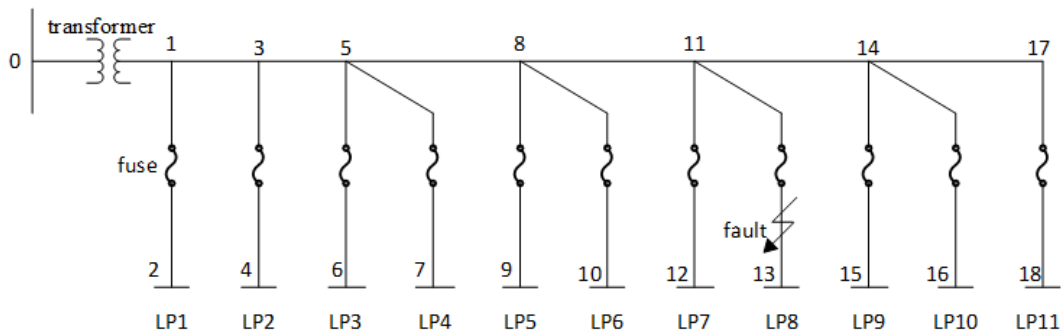 transformer
0
1 3 5 8 11 14 17
fuse
fault
2 4 6 7 9 10 12 13 15 16 18
LP1 LP2 LP3 LP4 LP5 LP6 LP7 LP8 LP9 LP10 LP11